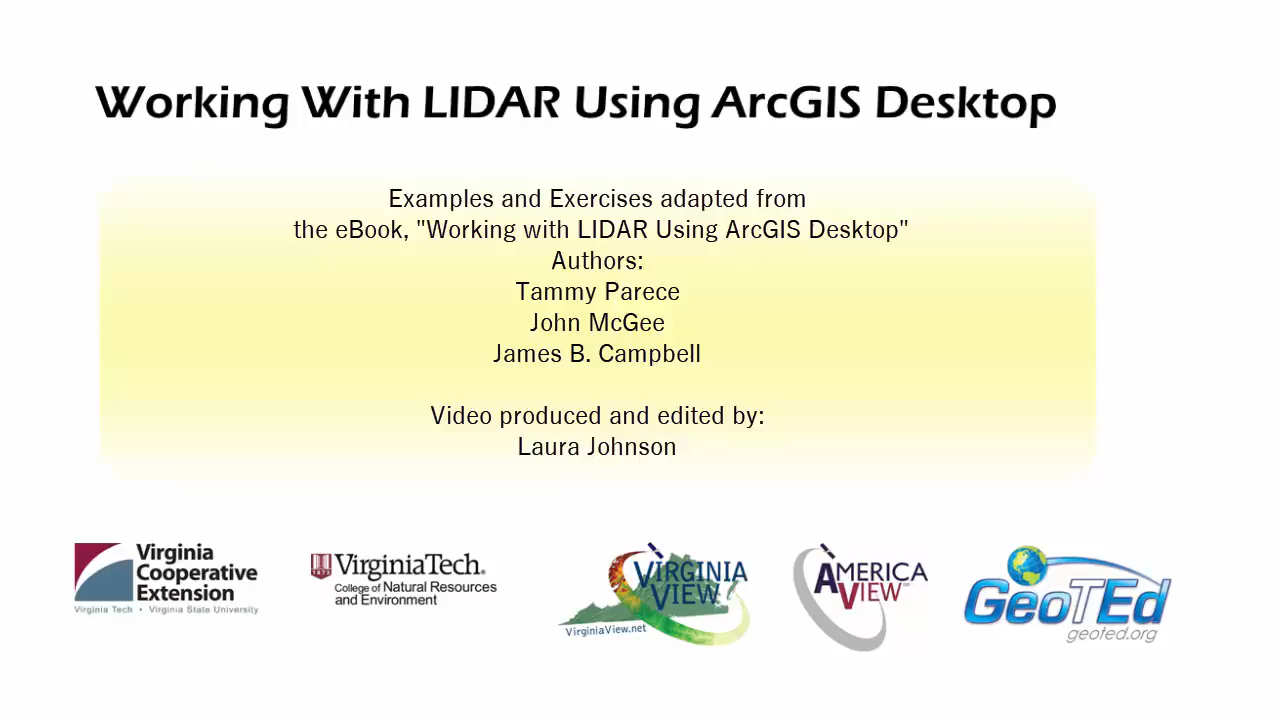 Working With LIDAR Using ArcGIS Desktop
Examples and Exercises adapted from
the eBook, "Working with LIDAR Using ArcGIS Desktop"
Authors:
Tammy Parece
John McGee
James B. Campbell
Video produced and edited by:
Laura Johnson
Virginia
Cooperative
Extension
Virginia Tech • Virginia State University
1872
VirginiaTech.
College of Natural Resources
and Environment
VIRGINIA
VIEW
VirginiaView.net
AMERICA
VIEW
GeoTEd
geoted.org